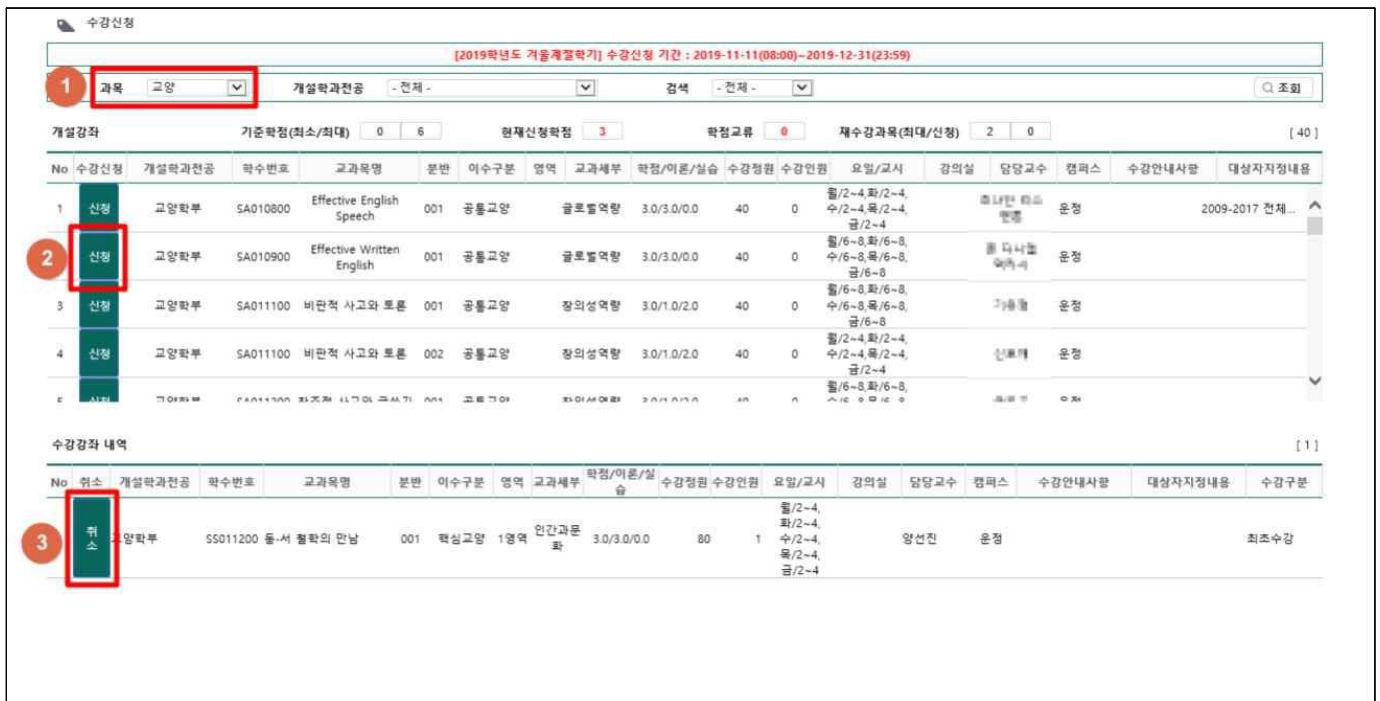 수강신청
[2019학년도 겨울계절학기] 수강신청 기간 : 2019-11-11(08:00)~2019-12-31(23:59)
1 과목 교양 개설학과전공 - 전체 - 검색 - 전체 - 조회
개설강좌 기준학점(최소/최대) 0 6 현재신청학점 3 학점교류 0 재수강과목(최대/신청) 2 0 [ 40 ]
No 수강신청 개설학과전공 학수번호 교과목명 분반 이수구분 영역 교과세부 학점/이론/실습 수강정원 수강인원 요일/교시 강의실 담당교수 캠퍼스 수강안내사항 대상자지정내용
1 신청 교양학부 SA010800 Effective English Speech 001 공통교양 글로벌역량 3.0/3.0/0.0 40 0 월/2~4,화/2~4, 수/2~4,목/2~4, 금/2~4 운정 2009-2017 전체...
2 신청 교양학부 SA010900 Effective Written English 001 공통교양 글로벌역량 3.0/3.0/0.0 40 0 월/6~8,화/6~8, 수/6~8,목/6~8, 금/6~8 운정
3 신청 교양학부 SA011100 비판적 사고와 토론 001 공통교양 창의성역량 3.0/1.0/2.0 40 0 월/6~8,화/6~8, 수/6~8,목/6~8, 금/6~8 운정
4 신청 교양학부 SA011100 비판적 사고와 토론 002 공통교양 창의성역량 3.0/1.0/2.0 40 0 월/2~4,화/2~4, 수/2~4,목/2~4, 금/2~4 운정
월/6~8,화/6~8,
수강강좌 내역 [ 1 ]
No 취소 개설학과전공 학수번호 교과목명 분반 이수구분 영역 교과세부 학점/이론/실습 수강정원 수강인원 요일/교시 강의실 담당교수 캠퍼스 수강안내사항 대상자지정내용 수강구분
3 취소 교양학부 SS011200 동-서 철학의 만남 001 핵심교양 1영역 인간과문화 3.0/3.0/0.0 80 1 월/2~4, 화/2~4, 수/2~4, 목/2~4, 금/2~4 양선진 운정 최초수강